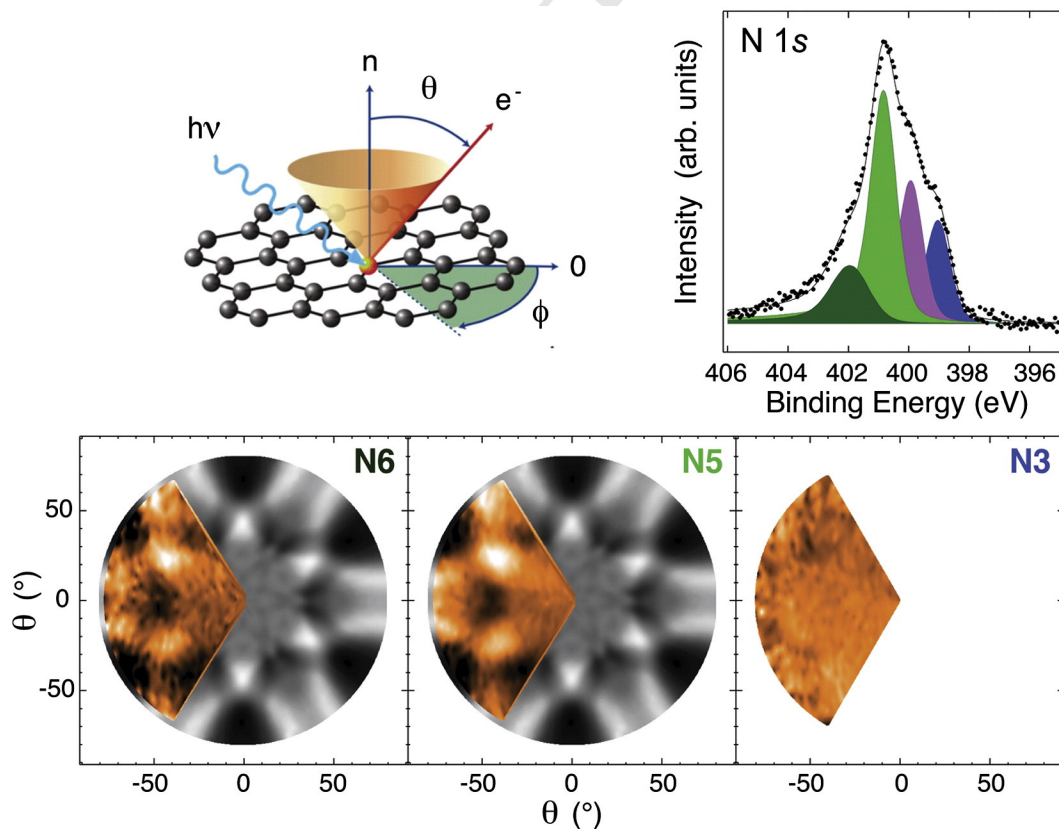 n
θ
e-
hν
0
ϕ
N 1s
Intensity (arb. units)
406 404 402 400 398 396
Binding Energy (eV)
N6
N5
N3
50
0
-50
θ (°)
-50 0 50
-50 0 50
-50 0 50
θ (°)